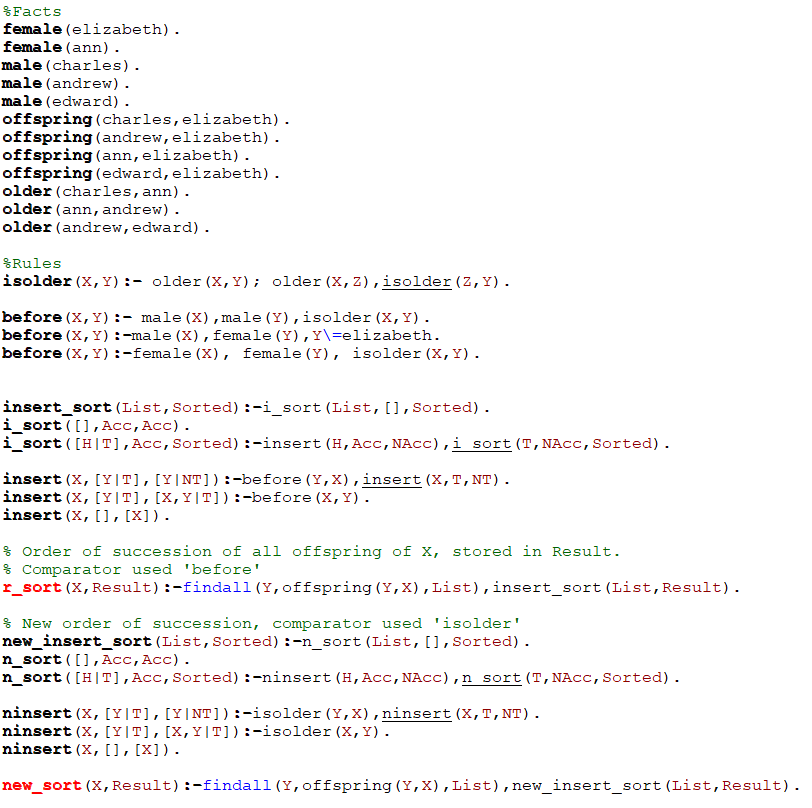 %Facts
female(elizabeth).
female(ann).
male(charles).
male(andrew).
male(edward).
offspring(charles,elizabeth).
offspring(andrew,elizabeth).
offspring(ann,elizabeth).
offspring(edward,elizabeth).
older(charles,ann).
older(ann,andrew).
older(andrew,edward).
%Rules
isolder(X,Y):- older(X,Y); older(X,Z),isolder(Z,Y).
before(X,Y):- male(X),male(Y),isolder(X,Y).
before(X,Y):-male(X),female(Y),Y\=elizabeth.
before(X,Y):-female(X), female(Y), isolder(X,Y).
insert_sort(List,Sorted):-i_sort(List,[],Sorted).
i_sort([],Acc,Acc).
i_sort([H|T],Acc,Sorted):-insert(H,Acc,NAcc),i_sort(T,NAcc,Sorted).
insert(X,[Y|T],[Y|NT]):-before(Y,X),insert(X,T,NT).
insert(X,[Y|T],[X,Y|T]):-before(X,Y).
insert(X,[],[X]).
% Order of succession of all offspring of X, stored in Result.
% Comparator used 'before'
r_sort(X,Result):-findall(Y,offspring(Y,X),List),insert_sort(List,Result).
% New order of succession, comparator used 'isolder'
new_insert_sort(List,Sorted):-n_sort(List,[],Sorted).
n_sort([],Acc,Acc).
n_sort([H|T],Acc,Sorted):-ninsert(H,Acc,NAcc),n_sort(T,NAcc,Sorted).
ninsert(X,[Y|T],[Y|NT]):-isolder(Y,X),ninsert(X,T,NT).
ninsert(X,[Y|T],[X,Y|T]):-isolder(X,Y).
ninsert(X,[],[X]).
new_sort(X,Result):-findall(Y,offspring(Y,X),List),new_insert_sort(List,Result).